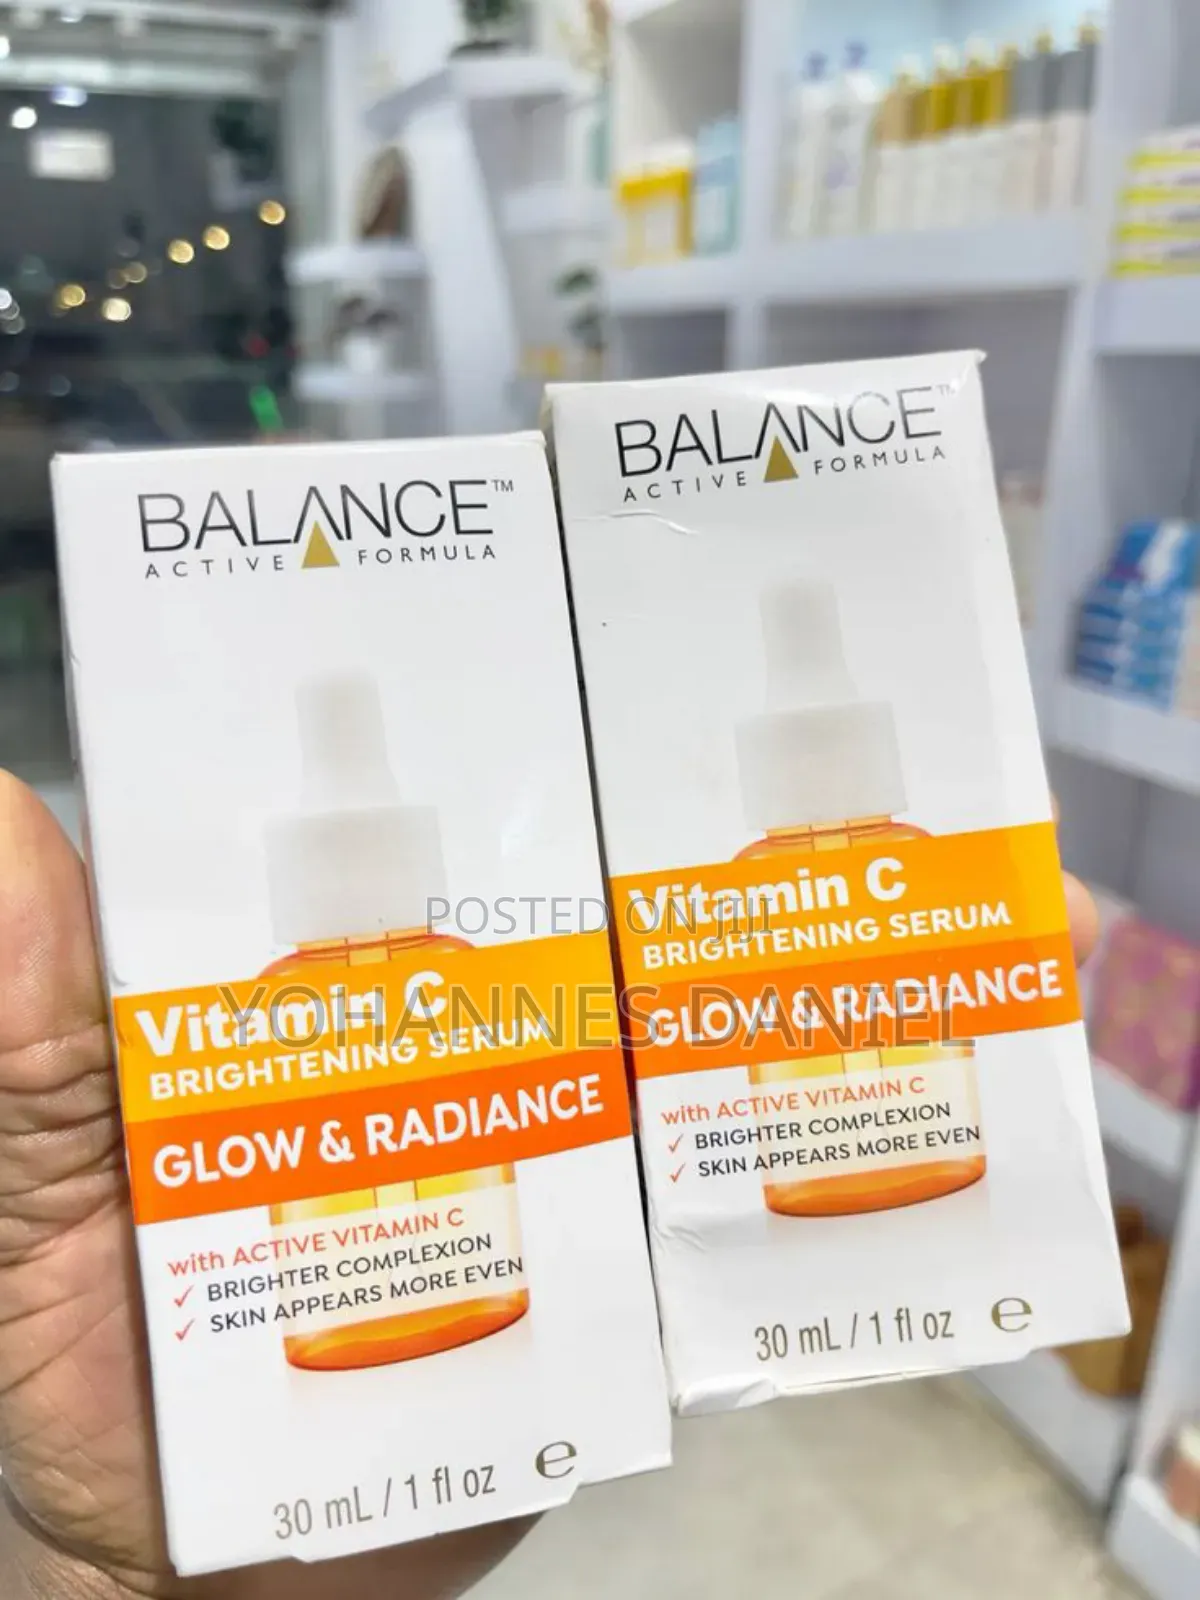 BALANCE™
ACTIVE FORMULA
Vitamin C
BRIGHTENING SERUM
GLOW & RADIANCE
with ACTIVE VITAMIN C
✓ BRIGHTER COMPLEXION
✓ SKIN APPEARS MORE EVEN
30 mL / 1 fl oz ℮
BALANCE™
ACTIVE FORMULA
Vitamin C
BRIGHTENING SERUM
GLOW & RADIANCE
with ACTIVE VITAMIN C
✓ BRIGHTER COMPLEXION
✓ SKIN APPEARS MORE EVEN
30 mL / 1 fl oz ℮
POSTED ON JIJI
YOHANNES DANIEL